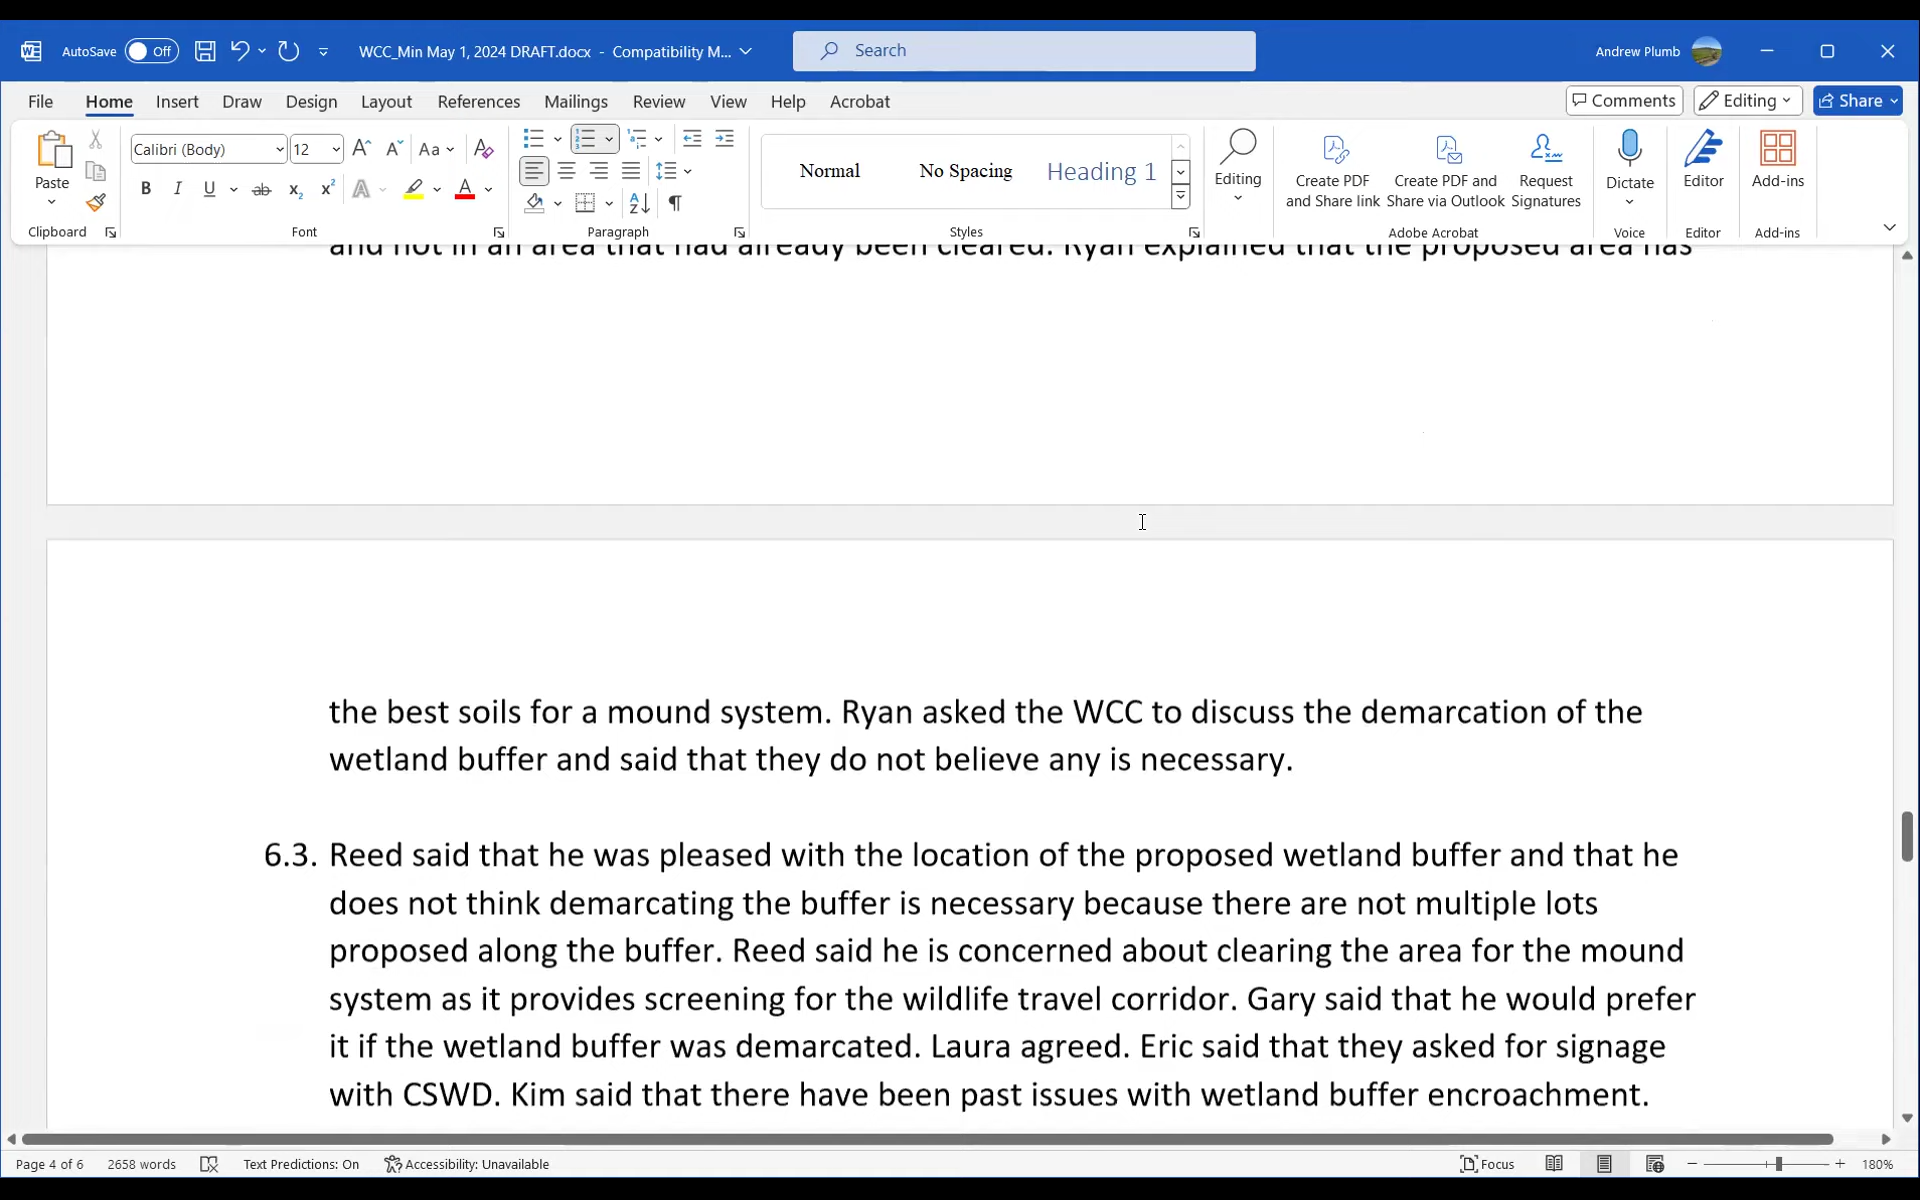 AutoSave Off WCC_Min May 1, 2024 DRAFT.docx - Compatibility M... Search Andrew Plumb
File Home Insert Draw Design Layout References Mailings Review View Help Acrobat Comments Editing Share
Paste
Calibri (Body) 12 Aa
B I U ab x₂ x² A A
Normal No Spacing Heading 1
Editing
Create PDF and Share link
Create PDF and Share via Outlook
Request Signatures
Dictate
Editor
Add-ins
Clipboard Font Paragraph Styles Adobe Acrobat Voice Editor Add-ins
and not in an area that had already been cleared. Ryan explained that the proposed area has
the best soils for a mound system. Ryan asked the WCC to discuss the demarcation of the
wetland buffer and said that they do not believe any is necessary.
6.3. Reed said that he was pleased with the location of the proposed wetland buffer and that he
does not think demarcating the buffer is necessary because there are not multiple lots
proposed along the buffer. Reed said he is concerned about clearing the area for the mound
system as it provides screening for the wildlife travel corridor. Gary said that he would prefer
it if the wetland buffer was demarcated. Laura agreed. Eric said that they asked for signage
with CSWD. Kim said that there have been past issues with wetland buffer encroachment.
Page 4 of 6 2658 words Text Predictions: On Accessibility: Unavailable Focus 180%